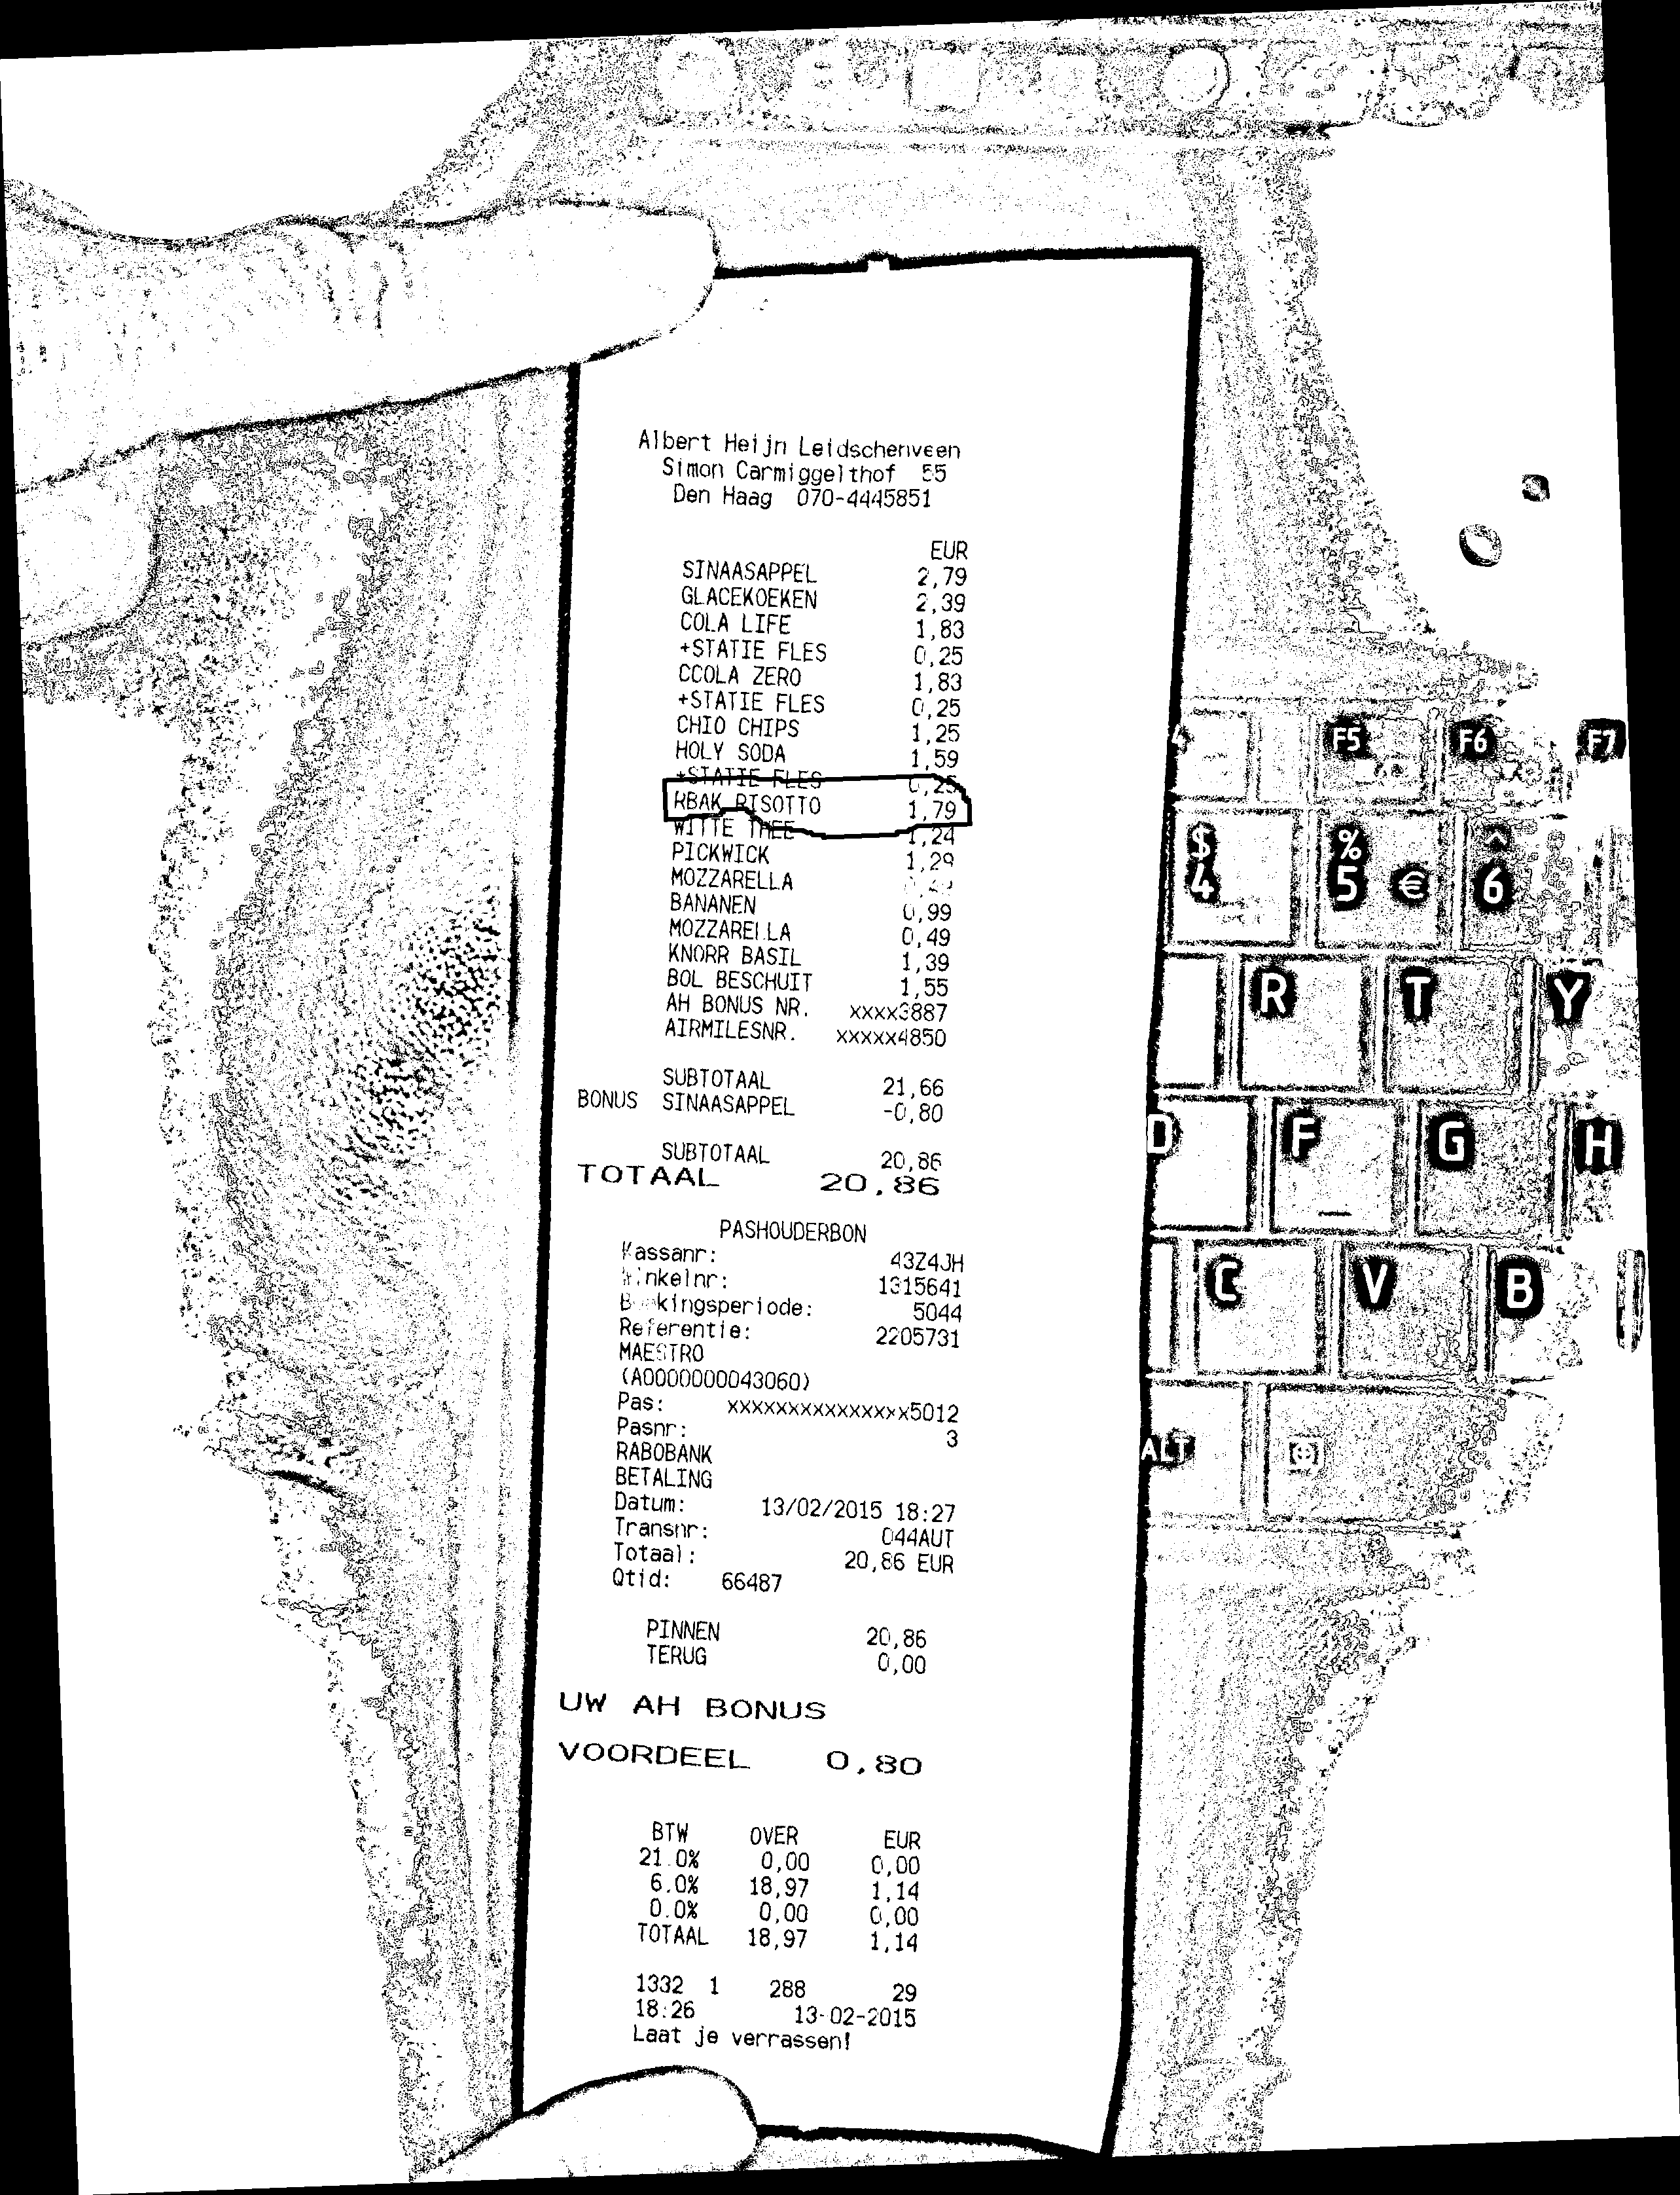 Albert Heijn Leidschenveen
Simon Carmiggelthof 55
Den Haag 070-4445851
EUR
SINAASAPPEL 2,79
GLACEKOEKEN 2,39
COLA LIFE 1,83
+STATIE FLES 0,25
CCOLA ZERO 1,83
+STATIE FLES 0,25
CHIO CHIPS 1,25
HOLY SODA 1,59
+STATIE FLES 0,25
RBAK RISOTTO 1,79
WITTE THEE 1,24
PICKWICK 1,29
MOZZARELLA
BANANEN 0,99
MOZZARELLA 0,49
KNORR BASIL 1,39
BOL BESCHUIT 1,55
AH BONUS NR. xxxx3887
AIRMILESNR. xxxxx4850
SUBTOTAAL 21,66
BONUS SINAASAPPEL -0,80
SUBTOTAAL 20,86
TOTAAL 20,86
PASHOUDERBON
Kassanr: 43Z4JH
Winkelnr: 1315641
Boekingsperiode: 5044
Referentie: 2205731
MAESTRO
(A0000000043060)
Pas: xxxxxxxxxxxxxxx5012
Pasnr: 3
RABOBANK
BETALING
Datum: 13/02/2015 18:27
Transnr: 044AUT
Totaal: 20,86 EUR
Qtid: 66487
PINNEN 20,86
TERUG 0,00
UW AH BONUS
VOORDEEL 0,80
BTW OVER EUR
21.0% 0,00 0,00
6.0% 18,97 1,14
0.0% 0,00 0,00
TOTAAL 18,97 1,14
1332 1 288 29
18:26 13-02-2015
Laat je verrassen!
F5 F6 F7
$ % ^
4 5 € 6
R T Y
D F G H
C V B
ALT